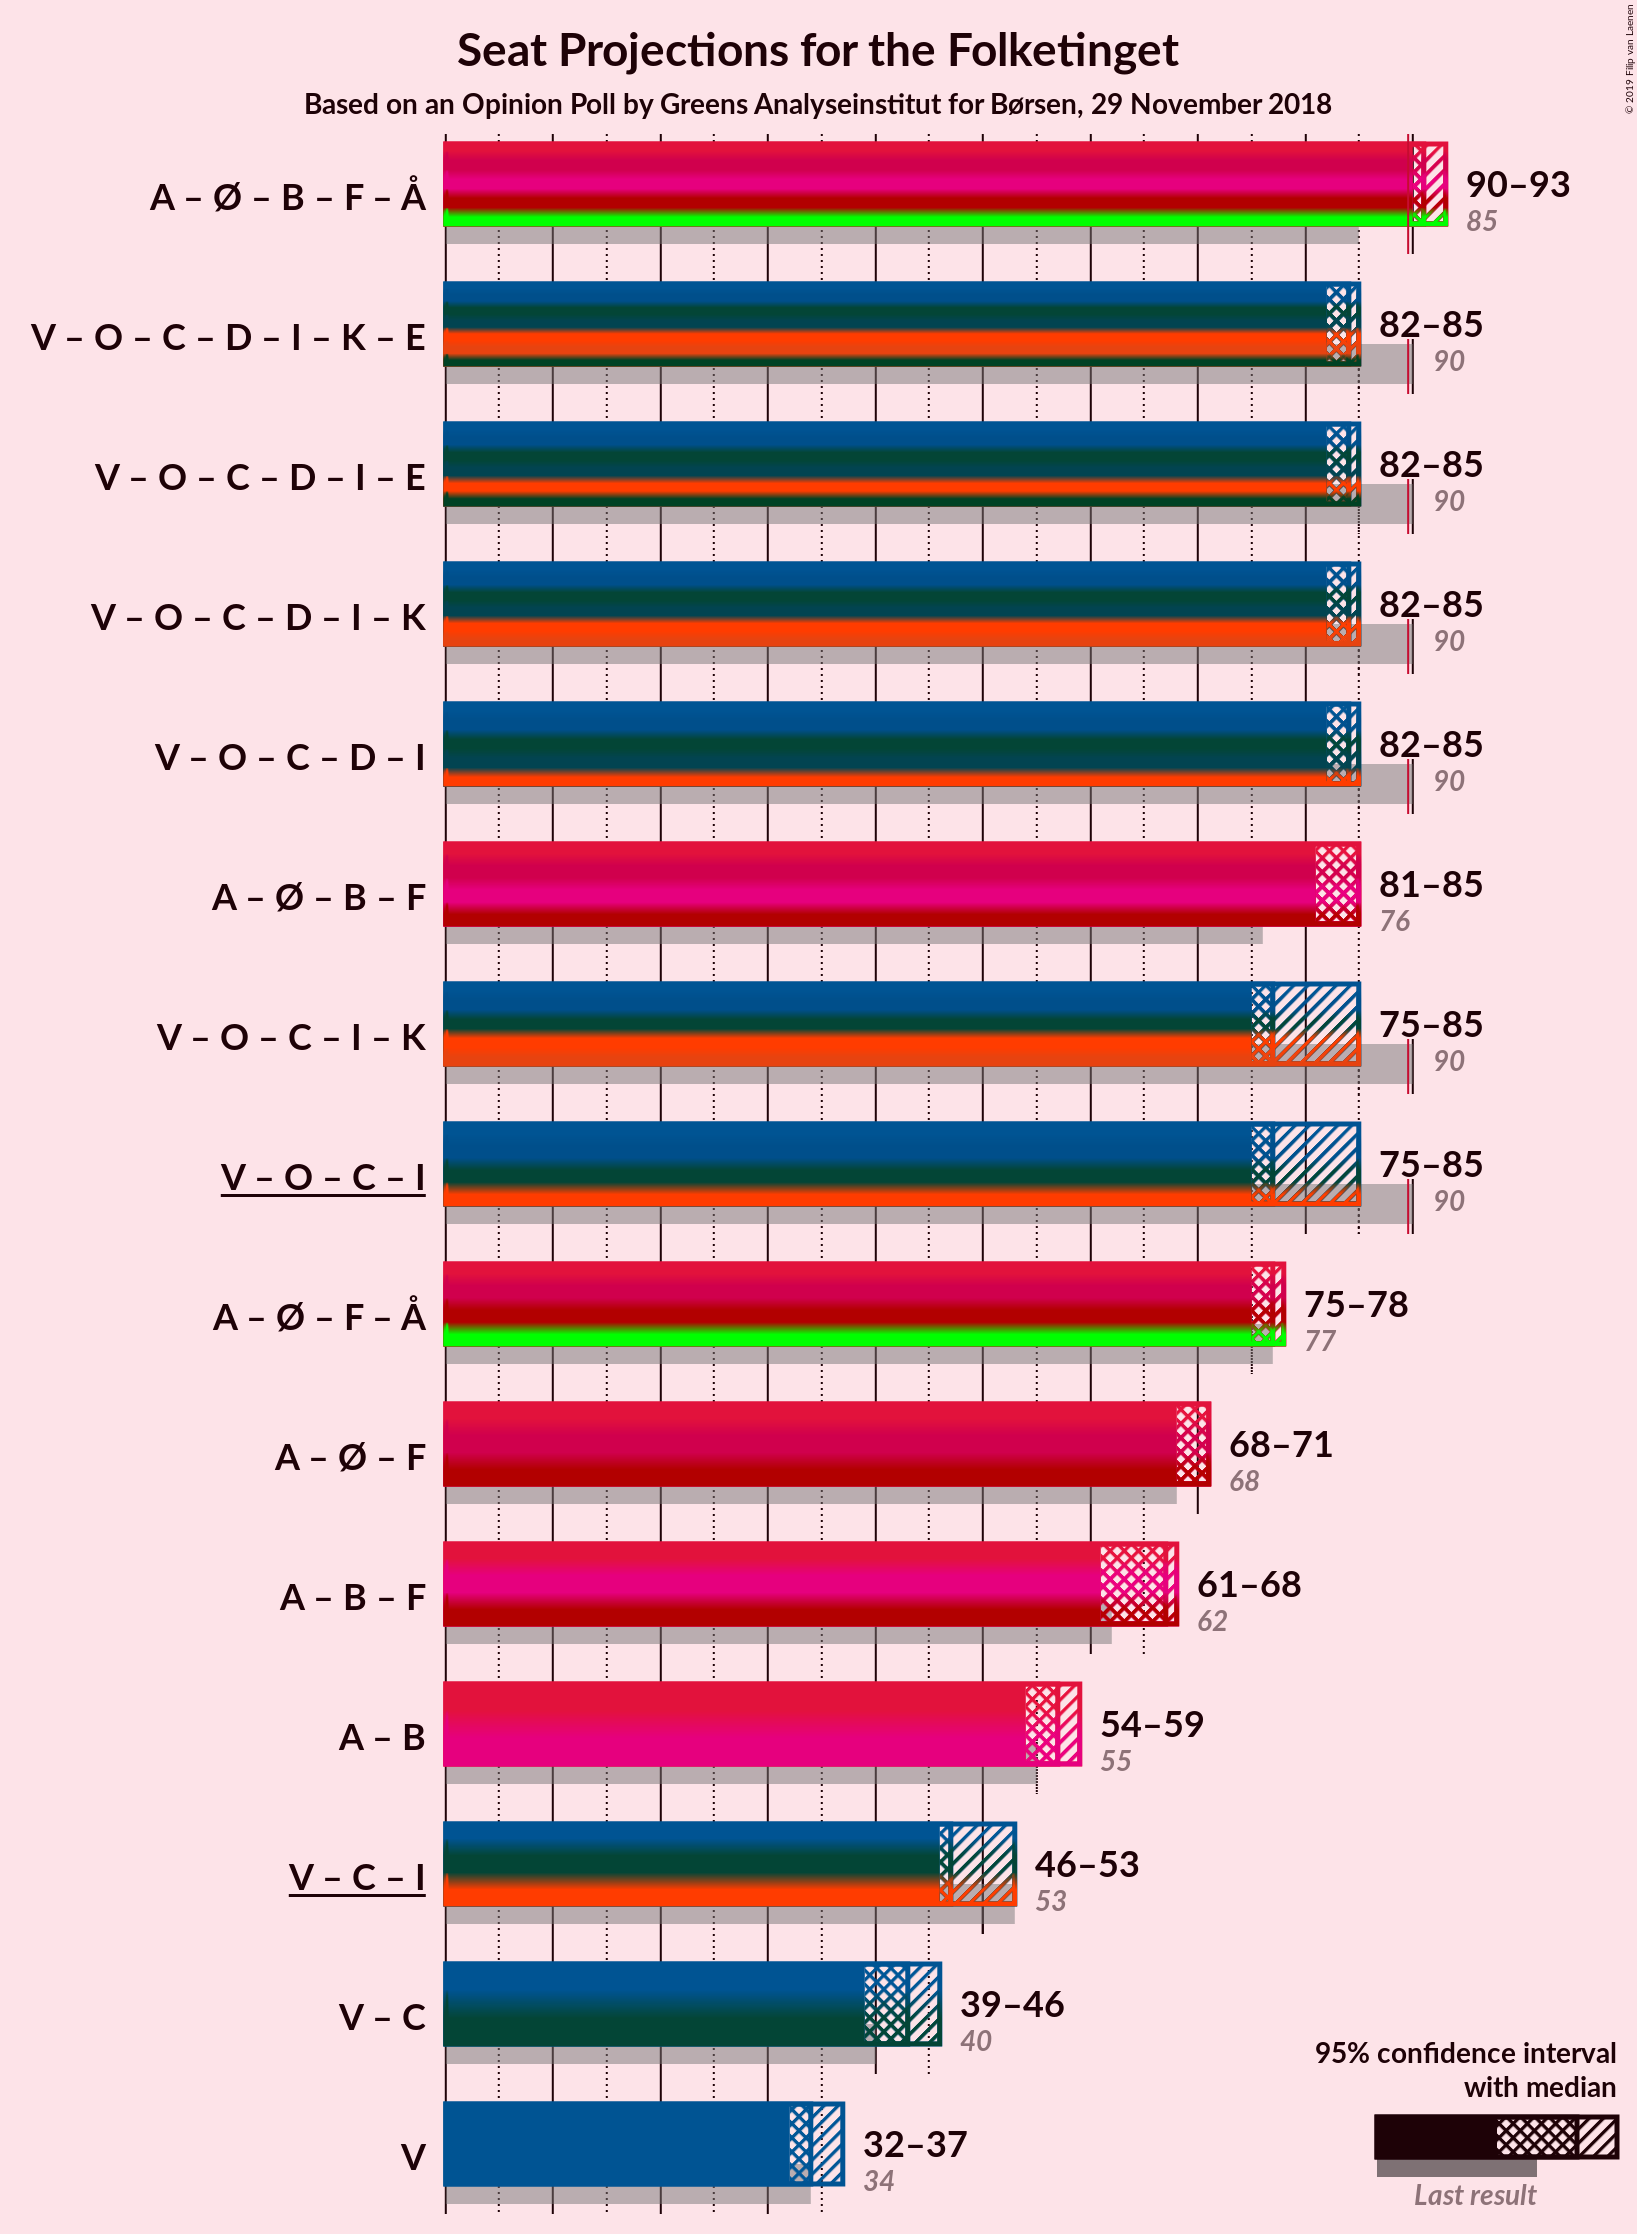 Seat Projections for the Folketinget
Based on an Opinion Poll by Greens Analyseinstitut for Børsen, 29 November 2018
© 2019 Filip van Laenen
A – Ø – B – F – Å
90–93
85
V – O – C – D – I – K – E
82–85
90
V – O – C – D – I – E
82–85
90
V – O – C – D – I – K
82–85
90
V – O – C – D – I
82–85
90
A – Ø – B – F
81–85
76
V – O – C – I – K
75–85
90
V – O – C – I
75–85
90
A – Ø – F – Å
75–78
77
A – Ø – F
68–71
68
A – B – F
61–68
62
A – B
54–59
55
V – C – I
46–53
53
V – C
39–46
40
V
32–37
34
95% confidence interval
with median
Last result